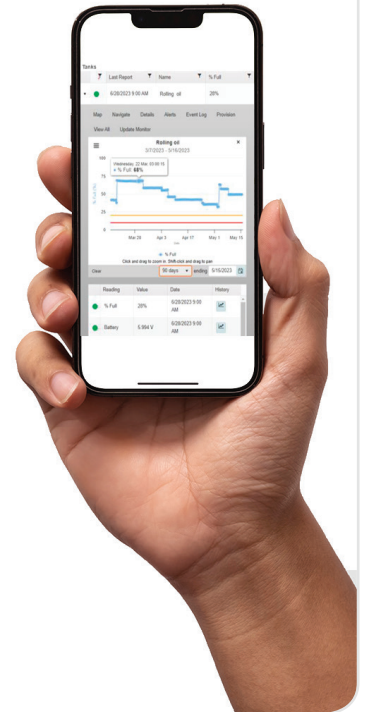 Tanks
Last Report Name % Full
6/28/2023 9:00 AM Rolling oil 28%
Map Navigate Details Alerts Event Log Provision
View All Update Monitor
Rolling oil ×
3/7/2023 - 5/16/2023
Wednesday, 22 Mar, 03:00:15
% Full: 68%
100
75
50
25
0
% Full (%)
Mar 20 Apr 3 Apr 17 May 1 May 15
% Full
Click and drag to zoom in. Shift-click and drag to pan
Close days ending 5/16/2023
Reading Value Date History
% Full 28% 6/28/2023 9:00
AM
Battery 5.984 V 6/28/2023 9:00
AM